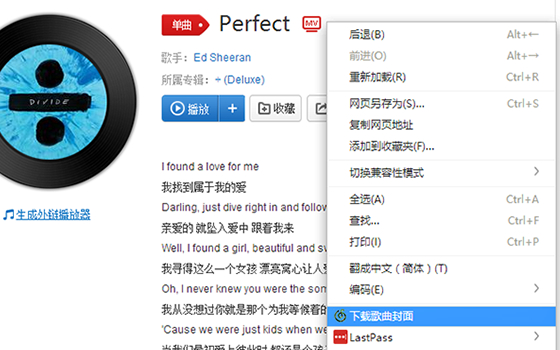 单曲 Perfect MV
歌手：Ed Sheeran
所属专辑：÷ (Deluxe)
播放 + 收藏
DIVIDE
生成外链播放器
I found a love for me
我找到属于我的爱
Darling, just dive right in and follow
亲爱的 就坠入爱中 跟着我来
Well, I found a girl, beautiful and
我寻得这么一个女孩 漂亮窝心让人
Oh, I never knew you were the
我从没想过你就是那个为我等候着的
'Cause we were just kids when we
后退(B) Alt+←
前进(O) Alt+→
重新加载(R) Ctrl+R
网页另存为(S)... Ctrl+S
复制网页地址
添加到收藏夹(F)...
切换兼容性模式
全选(A) Ctrl+A
查找... Ctrl+F
打印(I) Ctrl+P
翻成中文（简体）(T)
编码(E)
下载歌曲封面
LastPass